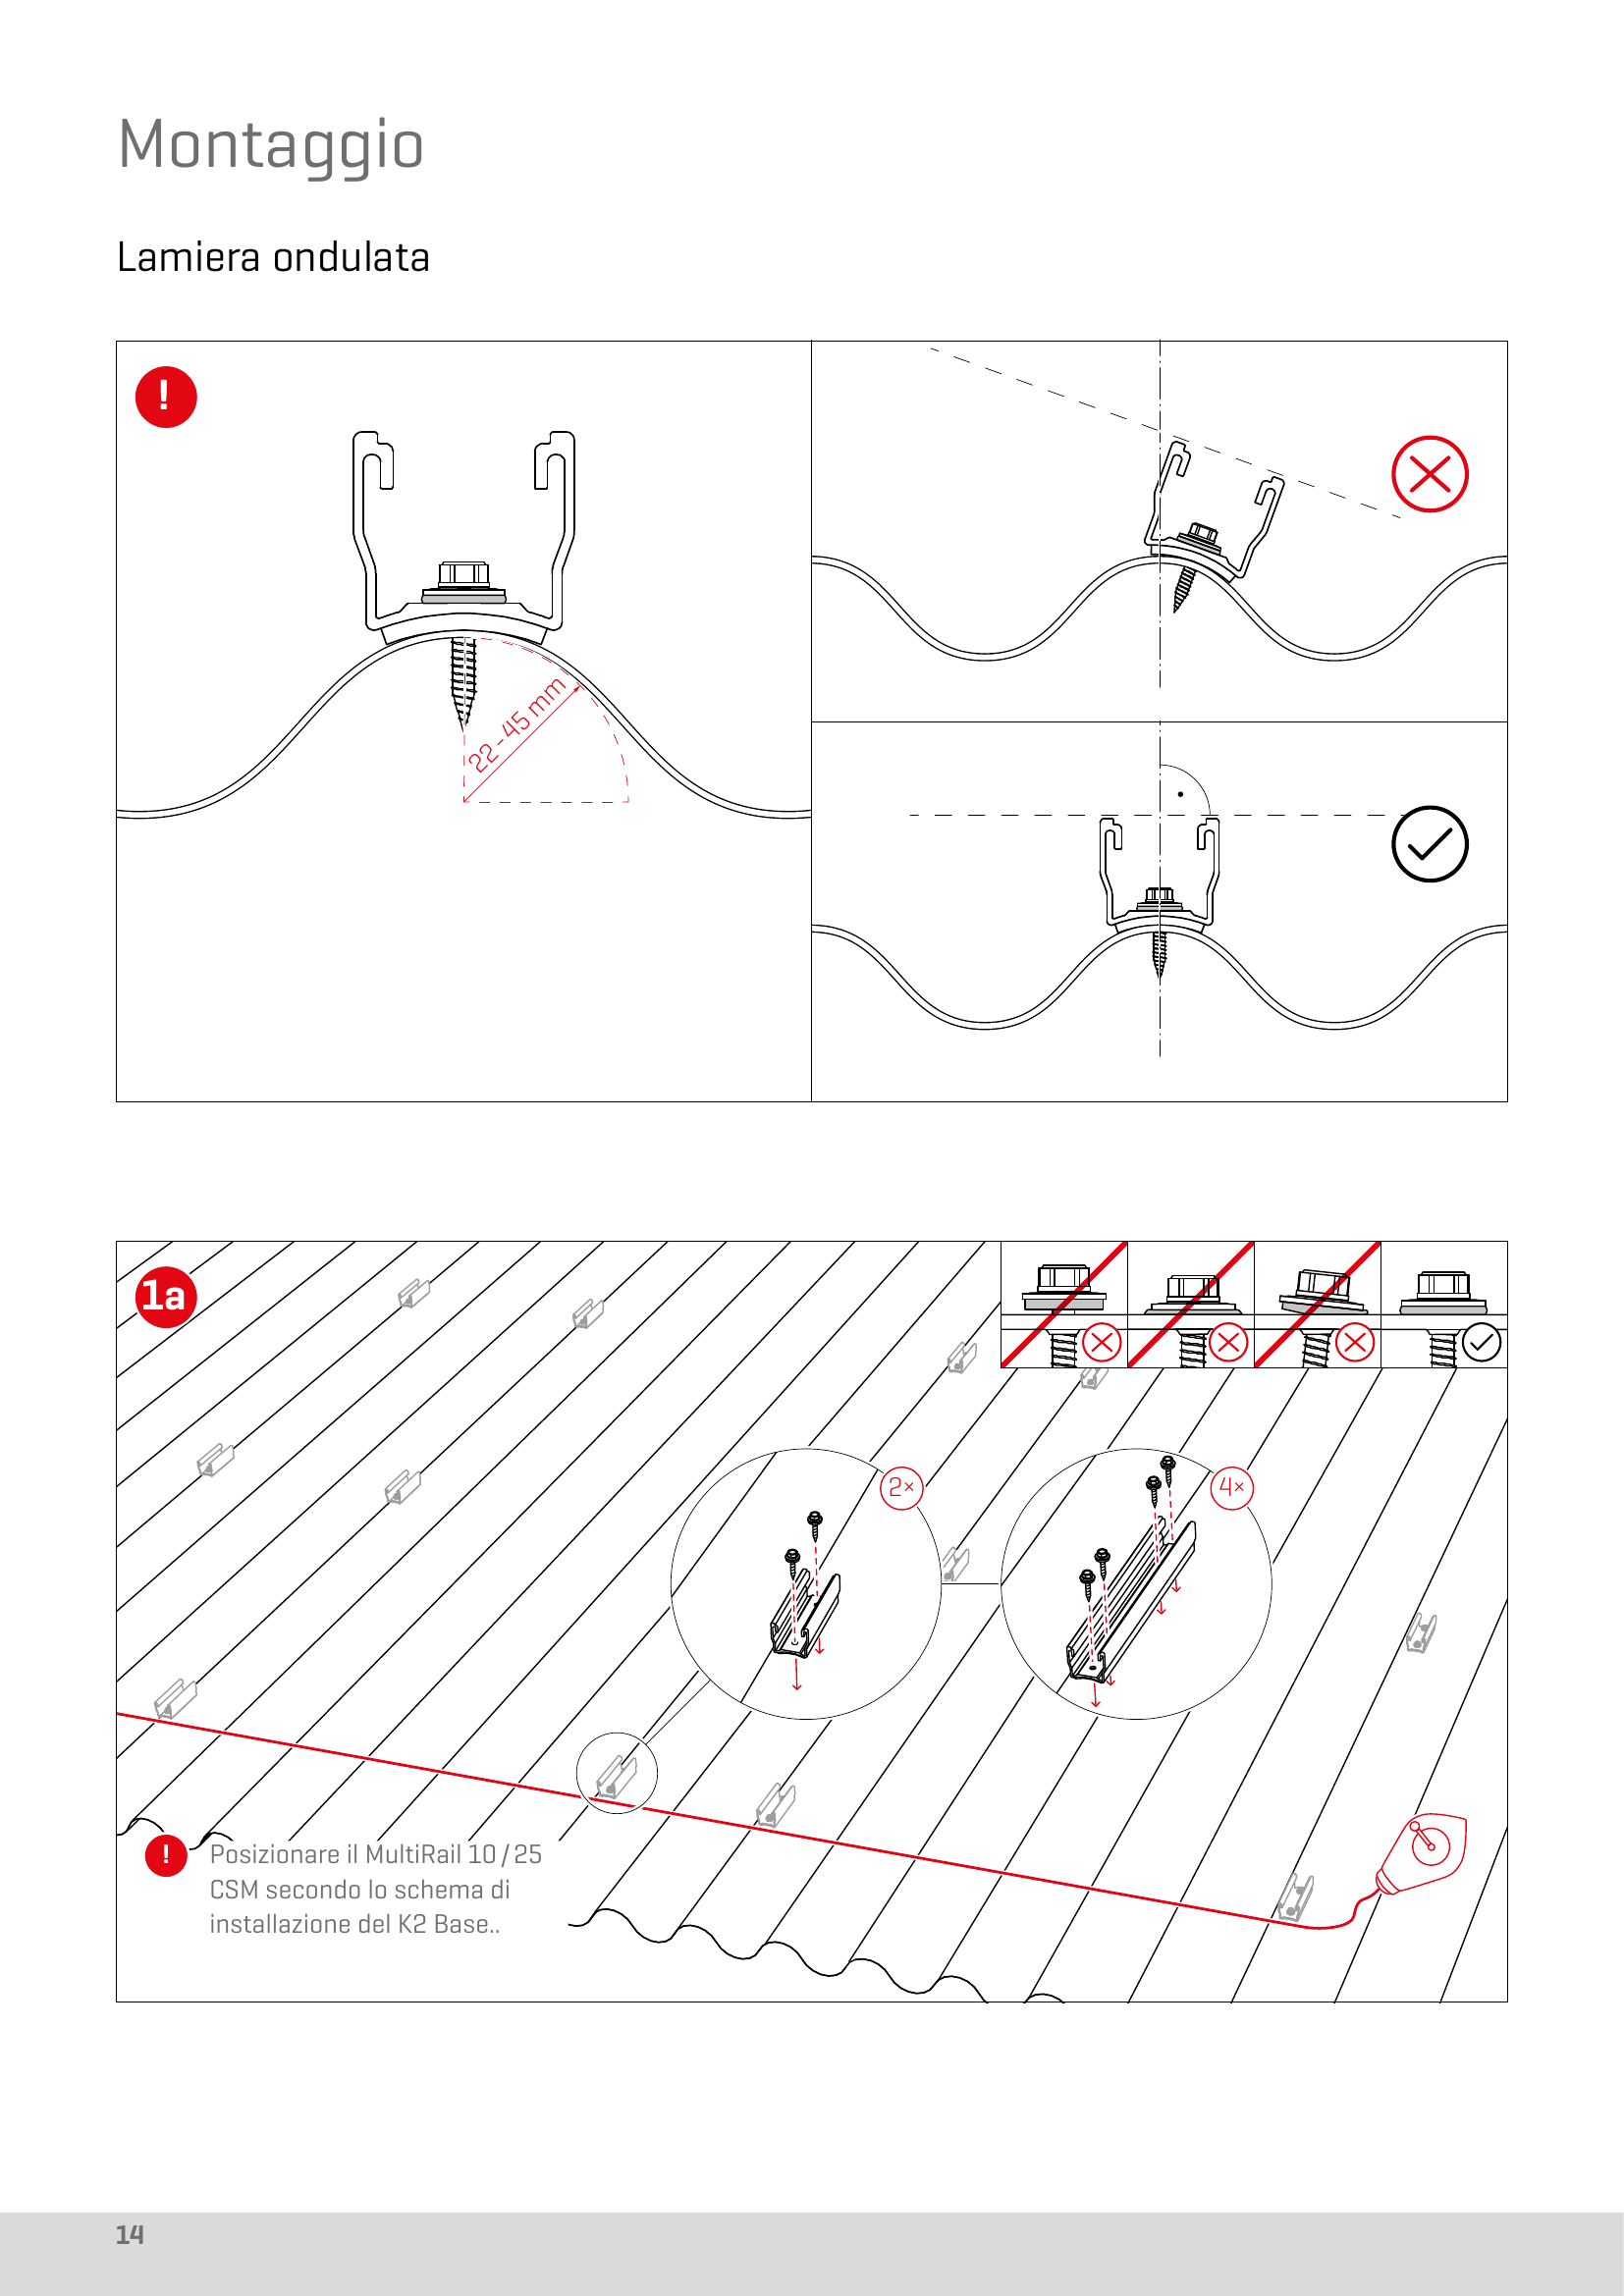 Montaggio
Lamiera ondulata
!
22-45 mm
1a
2×
4×
!
Posizionare il MultiRail 10/25
CSM secondo lo schema di
installazione del K2 Base..
14